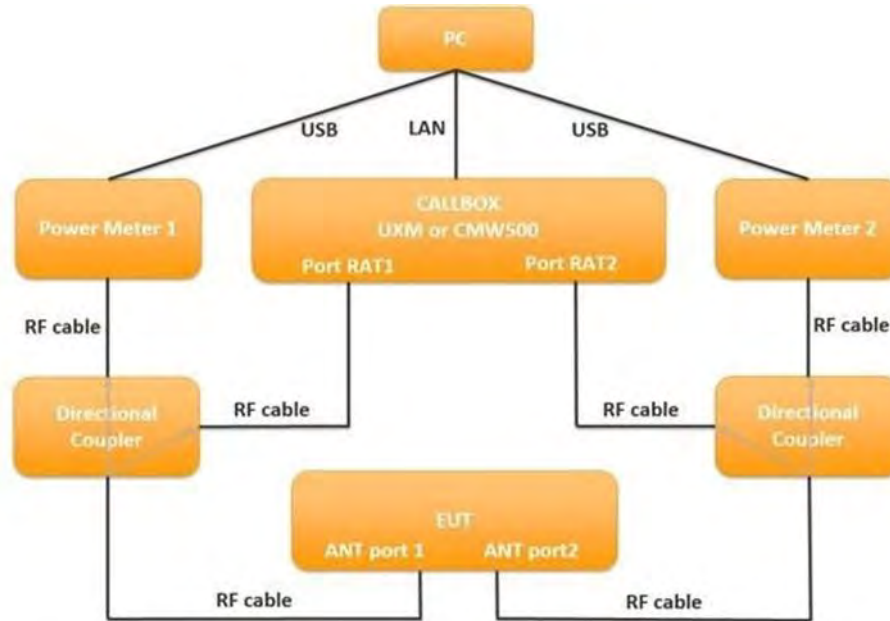 PC
USB
LAN
USB
Power Meter 1
CALLBOX
UXM or CMW500
Port RAT1
Port RAT2
Power Meter 2
RF cable
RF cable
Directional
Coupler
RF cable
RF cable
Directional
Coupler
EUT
ANT port 1
ANT port2
RF cable
RF cable